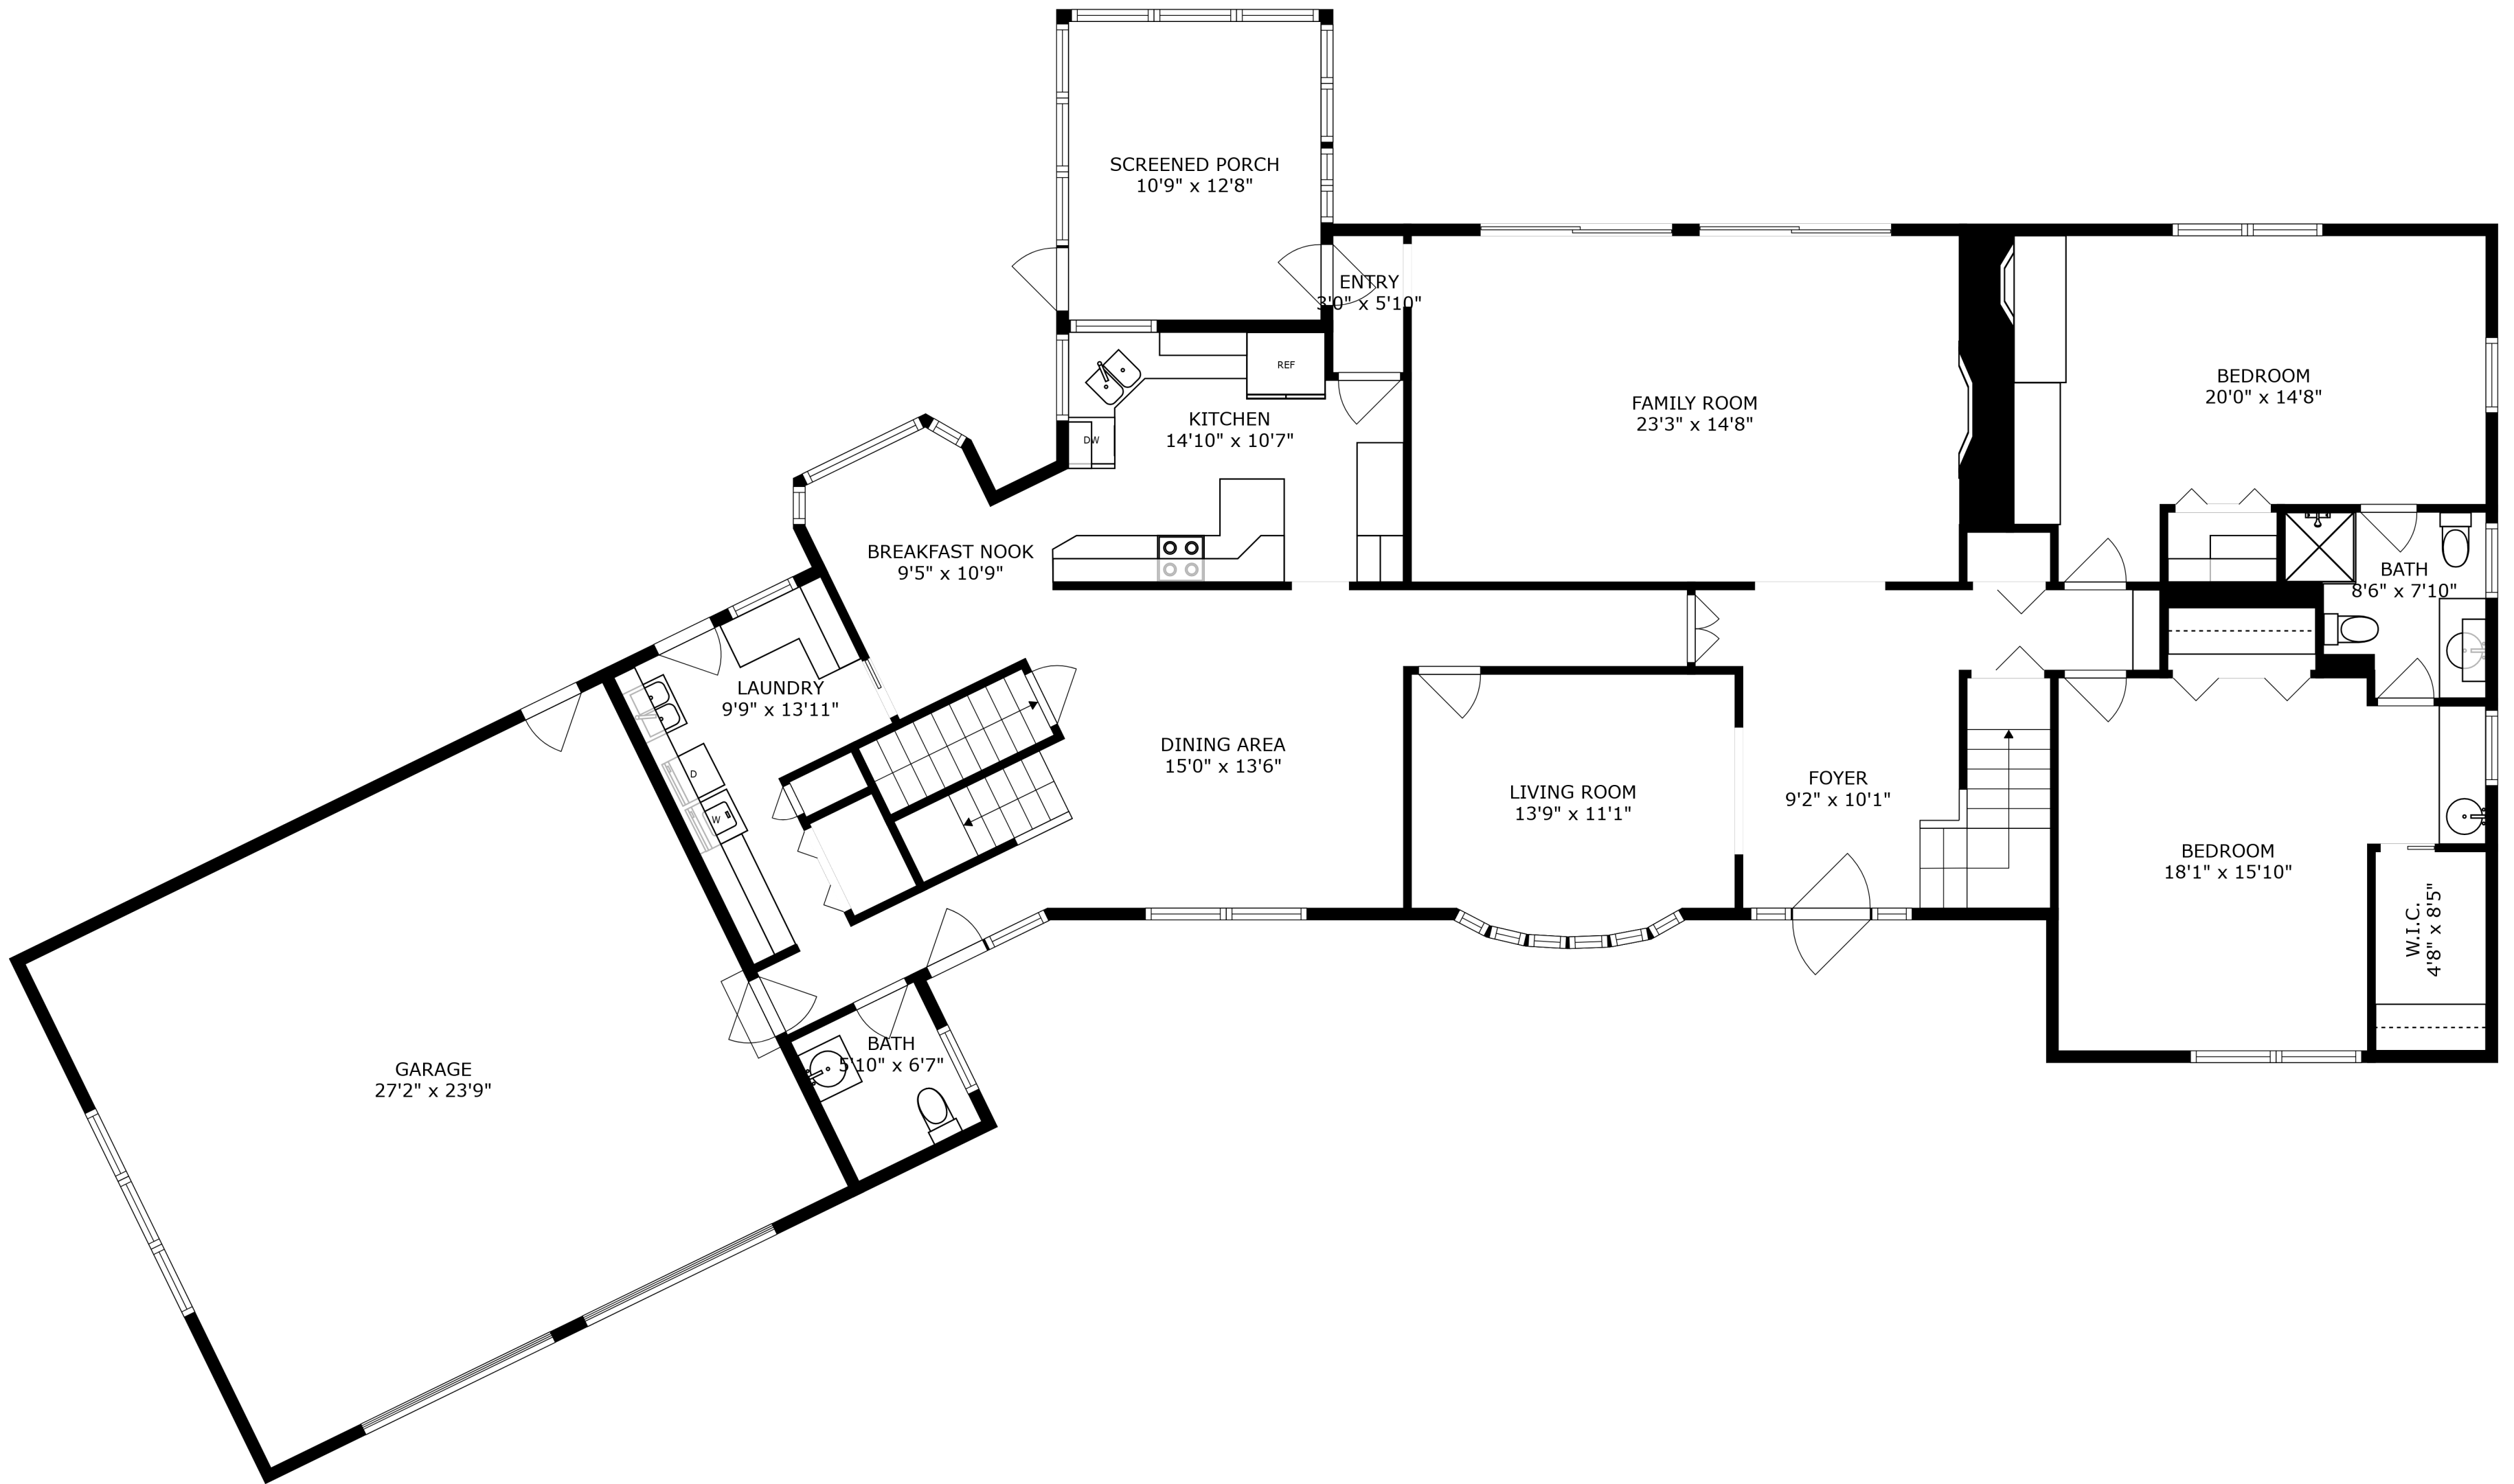 SCREENED PORCH
10'9" x 12'8"
ENTRY
3'0" x 5'10"
REF
KITCHEN
14'10" x 10'7"
DW
FAMILY ROOM
23'3" x 14'8"
BEDROOM
20'0" x 14'8"
BREAKFAST NOOK
9'5" x 10'9"
BATH
8'6" x 7'10"
LAUNDRY
9'9" x 13'11"
D
W
DINING AREA
15'0" x 13'6"
LIVING ROOM
13'9" x 11'1"
FOYER
9'2" x 10'1"
BEDROOM
18'1" x 15'10"
W.I.C.
4'8" x 8'5"
BATH
5'10" x 6'7"
GARAGE
27'2" x 23'9"